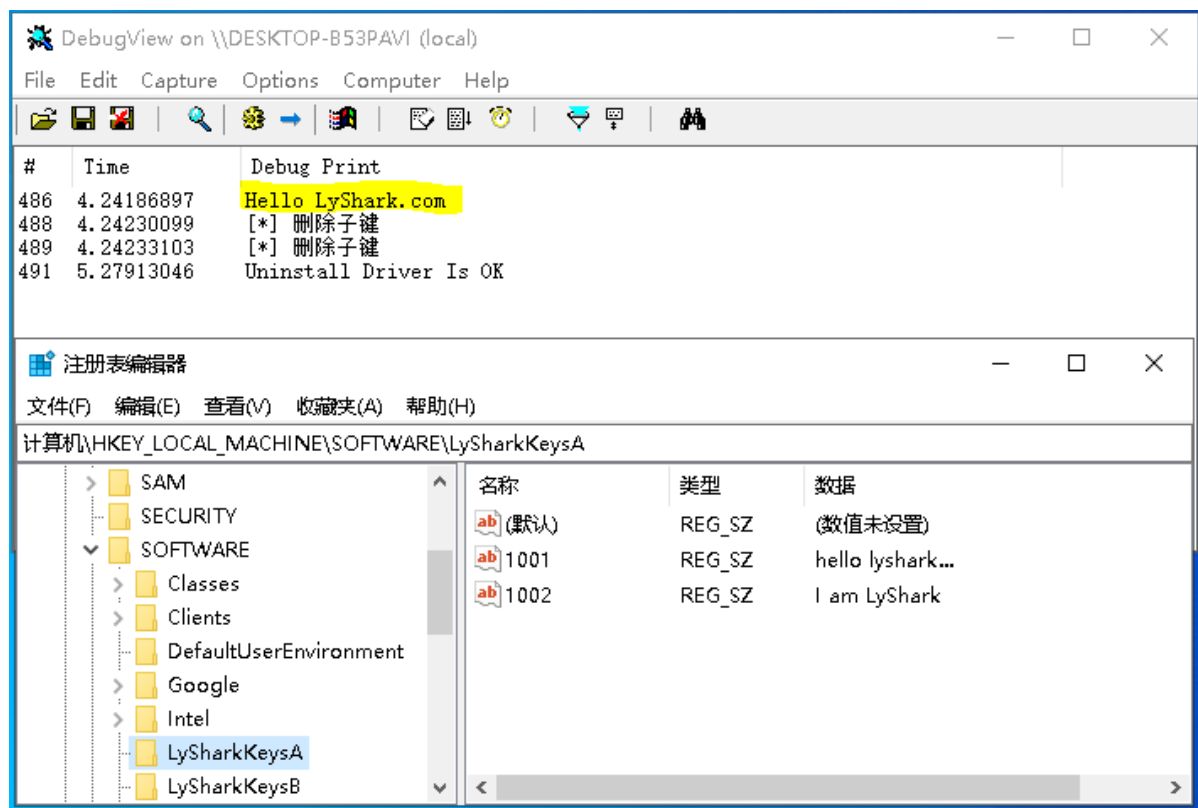 DebugView on \\DESKTOP-B53PAVI (local)
File Edit Capture Options Computer Help
# Time Debug Print
486 4.24186897 Hello LyShark.com
488 4.24230099 [*] 删除子键
489 4.24233103 [*] 删除子键
491 5.27913046 Uninstall Driver Is OK
注册表编辑器
文件(F) 编辑(E) 查看(V) 收藏夹(A) 帮助(H)
计算机\HKEY_LOCAL_MACHINE\SOFTWARE\LySharkKeysA
SAM
SECURITY
SOFTWARE
Classes
Clients
DefaultUserEnvironment
Google
Intel
LySharkKeysA
LySharkKeysB
名称 类型 数据
ab (默认) REG_SZ (数值未设置)
ab 1001 REG_SZ hello lyshark...
ab 1002 REG_SZ I am LyShark